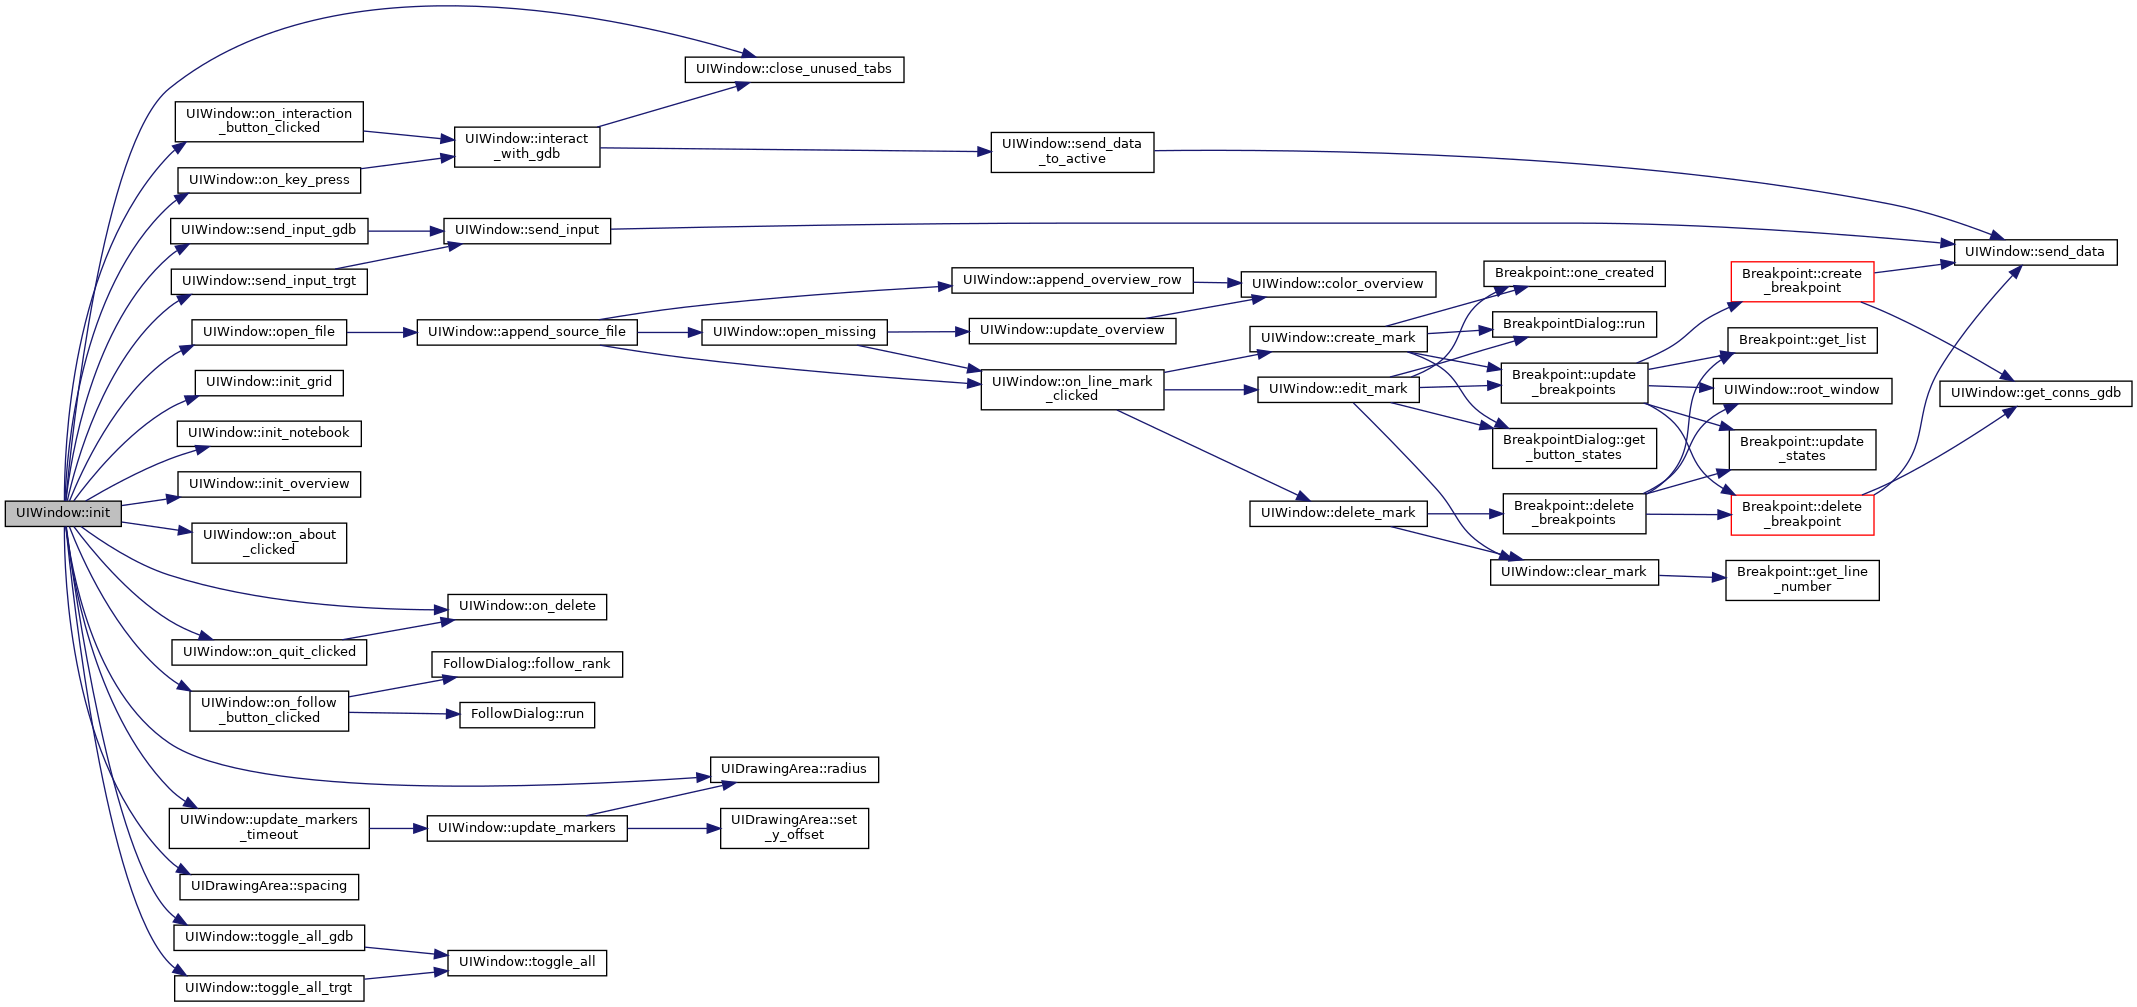 UIWindow::init
UIWindow::close_unused_tabs
UIWindow::on_interaction
_button_clicked
UIWindow::interact
_with_gdb
UIWindow::send_data
_to_active
UIWindow::on_key_press
UIWindow::send_input_gdb
UIWindow::send_input
UIWindow::send_data
UIWindow::send_input_trgt
UIWindow::open_file
UIWindow::append_source_file
UIWindow::append_overview_row
UIWindow::color_overview
UIWindow::open_missing
UIWindow::update_overview
UIWindow::on_line_mark
_clicked
UIWindow::create_mark
UIWindow::edit_mark
UIWindow::delete_mark
Breakpoint::one_created
BreakpointDialog::run
Breakpoint::update
_breakpoints
BreakpointDialog::get
_button_states
Breakpoint::delete
_breakpoints
UIWindow::clear_mark
Breakpoint::create
_breakpoint
Breakpoint::get_list
UIWindow::root_window
Breakpoint::update
_states
Breakpoint::delete
_breakpoint
Breakpoint::get_line
_number
UIWindow::get_conns_gdb
UIWindow::init_grid
UIWindow::init_notebook
UIWindow::init_overview
UIWindow::on_about
_clicked
UIWindow::on_delete
UIWindow::on_quit_clicked
UIWindow::on_follow
_button_clicked
FollowDialog::follow_rank
FollowDialog::run
UIDrawingArea::radius
UIWindow::update_markers
_timeout
UIWindow::update_markers
UIDrawingArea::set
_y_offset
UIDrawingArea::spacing
UIWindow::toggle_all_gdb
UIWindow::toggle_all
UIWindow::toggle_all_trgt